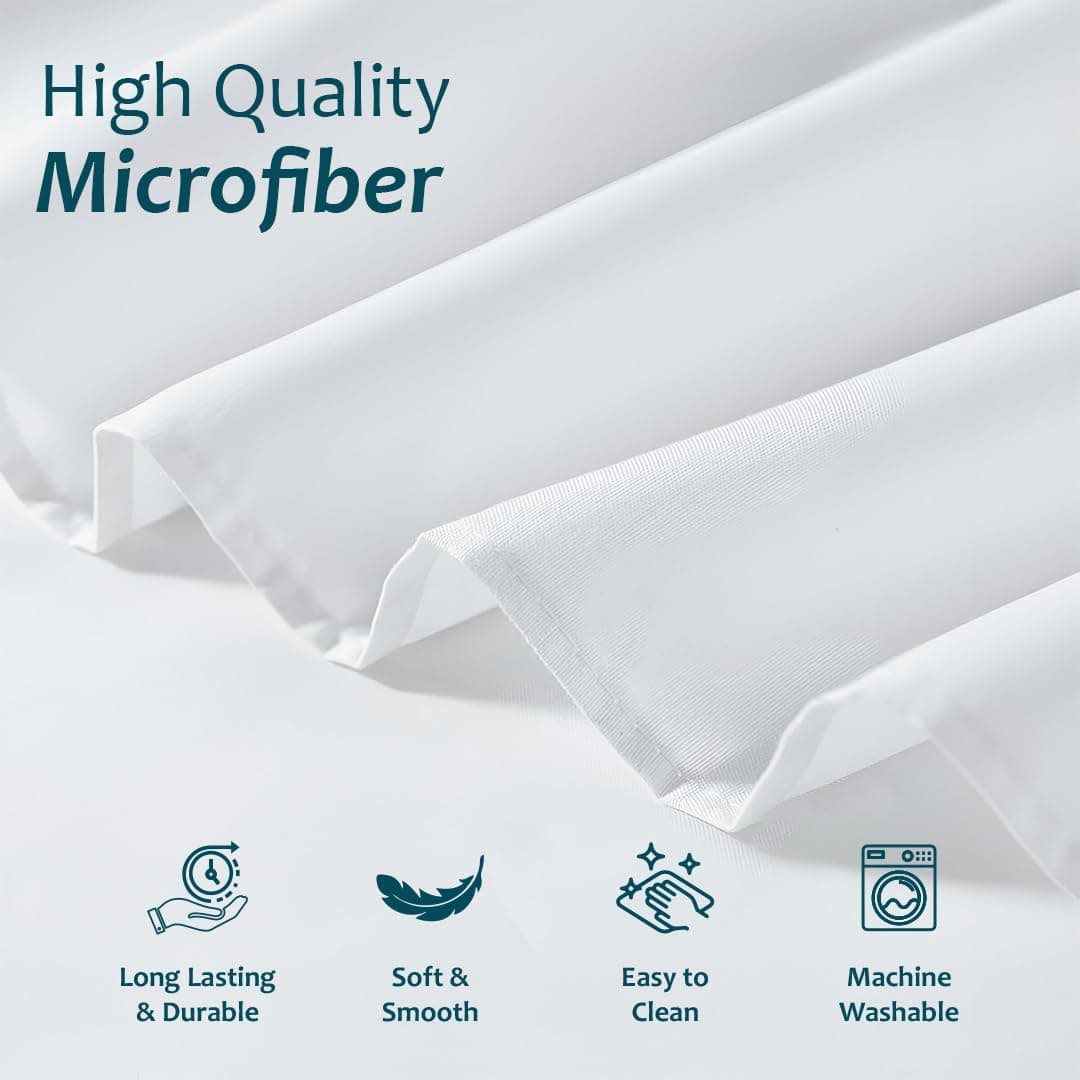 High Quality
Microfiber
Long Lasting
& Durable
Soft &
Smooth
Easy to
Clean
Machine
Washable